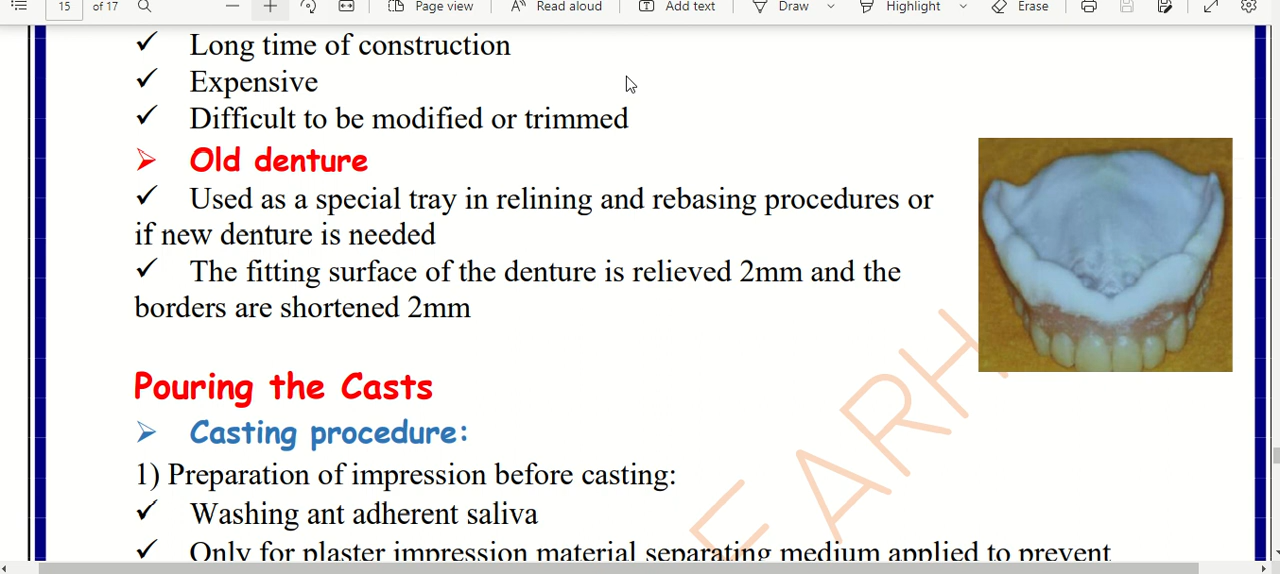 15 of 17 Page view Read aloud Add text Draw Highlight Erase
✓ Long time of construction
✓ Expensive
✓ Difficult to be modified or trimmed
➢ Old denture
✓ Used as a special tray in relining and rebasing procedures or
if new denture is needed
✓ The fitting surface of the denture is relieved 2mm and the
borders are shortened 2mm
Pouring the Casts
➢ Casting procedure:
1) Preparation of impression before casting:
✓ Washing ant adherent saliva
✓ Only for plaster impression material separating medium applied to prevent
E ARH